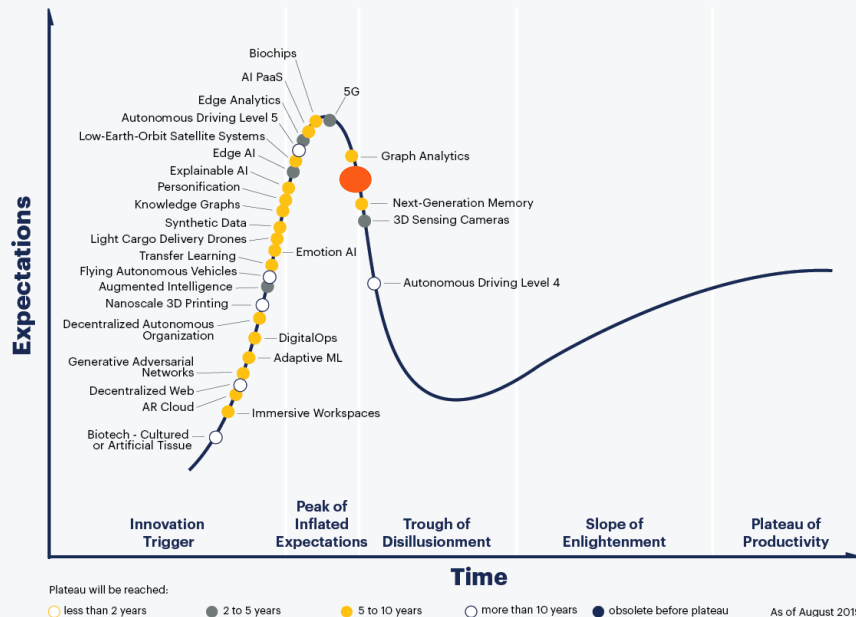 Biochips
AI PaaS
5G
Edge Analytics
Autonomous Driving Level 5
Low-Earth-Orbit Satellite Systems
Edge AI
Graph Analytics
Explainable AI
Personification
Knowledge Graphs
Next-Generation Memory
3D Sensing Cameras
Synthetic Data
Light Cargo Delivery Drones
Emotion AI
Transfer Learning
Flying Autonomous Vehicles
Augmented Intelligence
Autonomous Driving Level 4
Nanoscale 3D Printing
Decentralized Autonomous
Organization
DigitalOps
Adaptive ML
Generative Adversarial
Networks
Decentralized Web
AR Cloud
Immersive Workspaces
Biotech - Cultured
or Artificial Tissue
Expectations
Innovation
Trigger
Peak of
Inflated
Expectations
Trough of
Disillusionment
Slope of
Enlightenment
Plateau of
Productivity
Time
Plateau will be reached:
less than 2 years
2 to 5 years
5 to 10 years
more than 10 years
obsolete before plateau
As of August